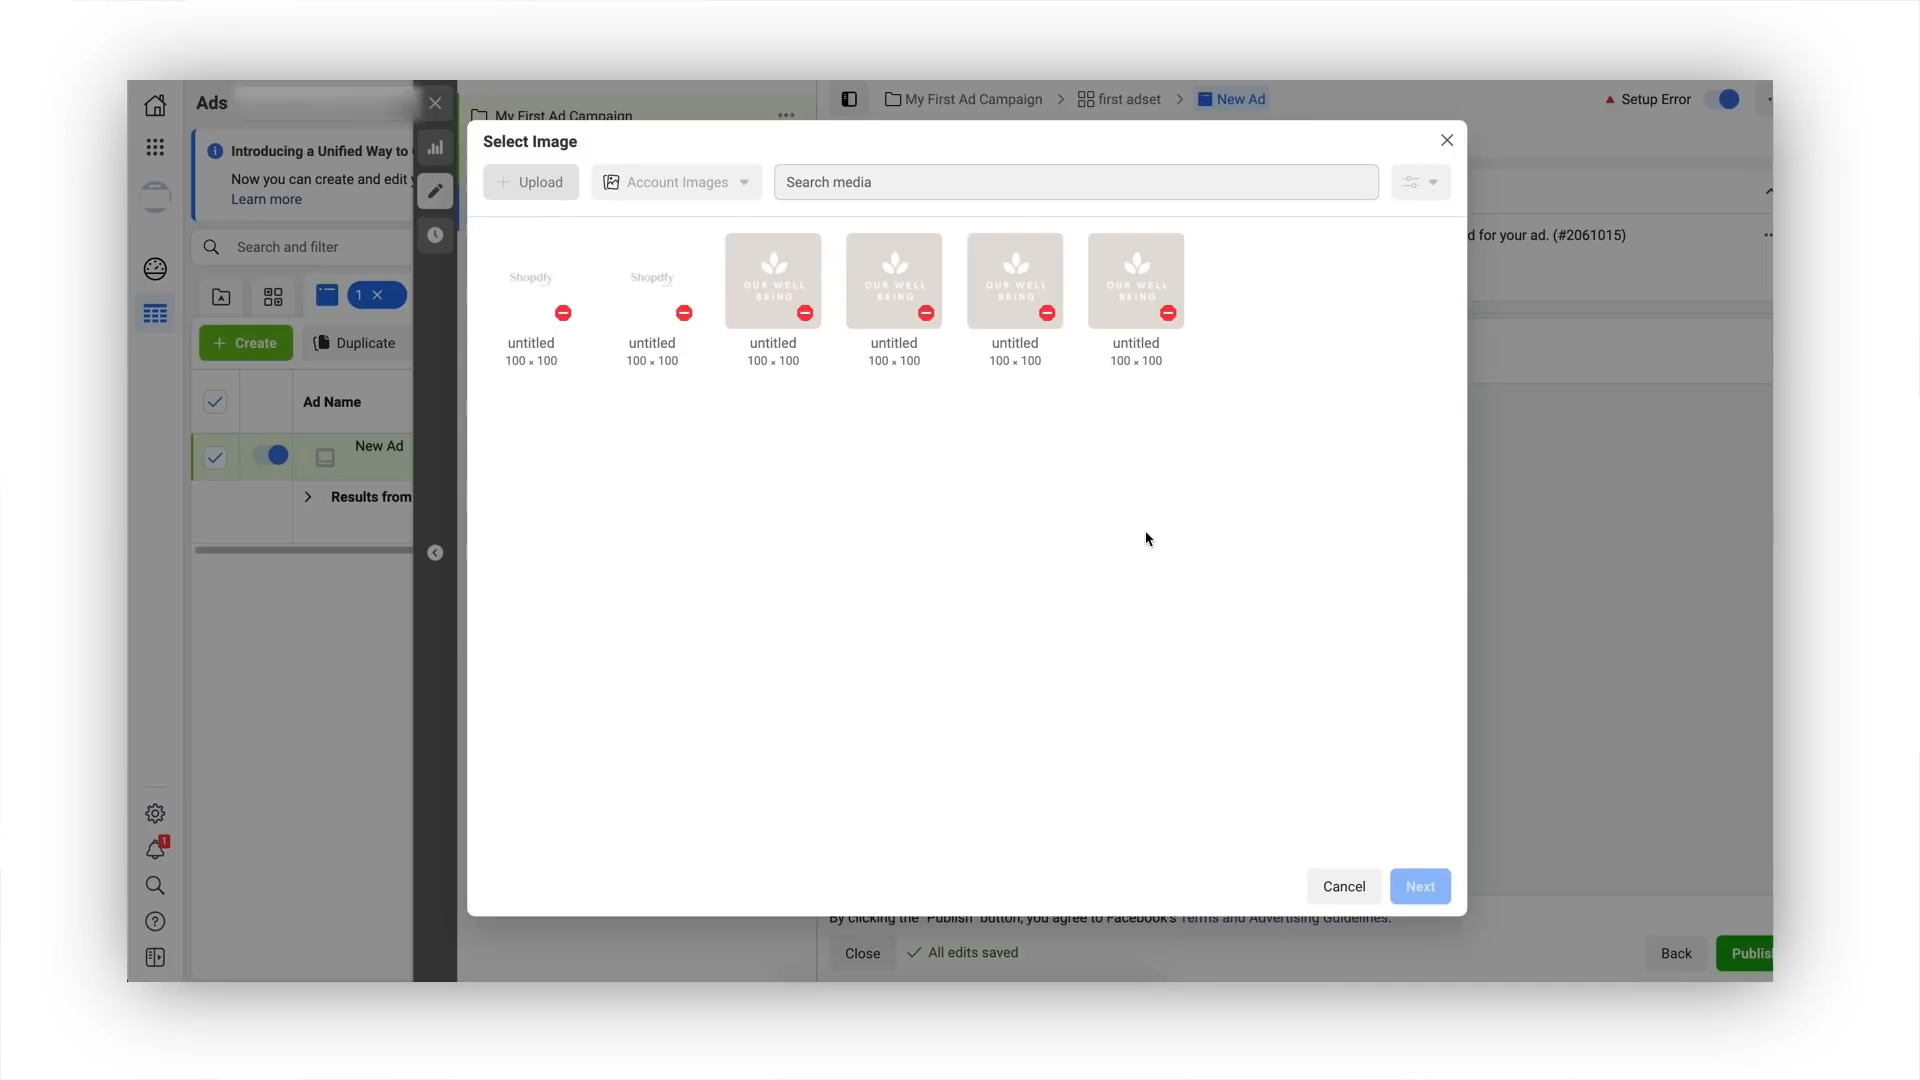 Ads
Introducing a Unified Way to
Now you can create and edit
Learn more
Search and filter
1
Create
Duplicate
Ad Name
New Ad
Results from
1
My First Ad Campaign
My First Ad Campaign
first adset
New Ad
Setup Error
Select Image
Upload
Account Images
Search media
d for your ad. (#2061015)
Shopdfy
Shopdfy
OUR WELL
BEING
OUR WELL
BEING
OUR WELL
BEING
OUR WELL
BEING
untitled
100 × 100
untitled
100 × 100
untitled
100 × 100
untitled
100 × 100
untitled
100 × 100
untitled
100 × 100
Cancel
Next
By clicking the "Publish" button, you agree to Facebook's Terms and Advertising Guidelines.
Close
All edits saved
Back
Publis